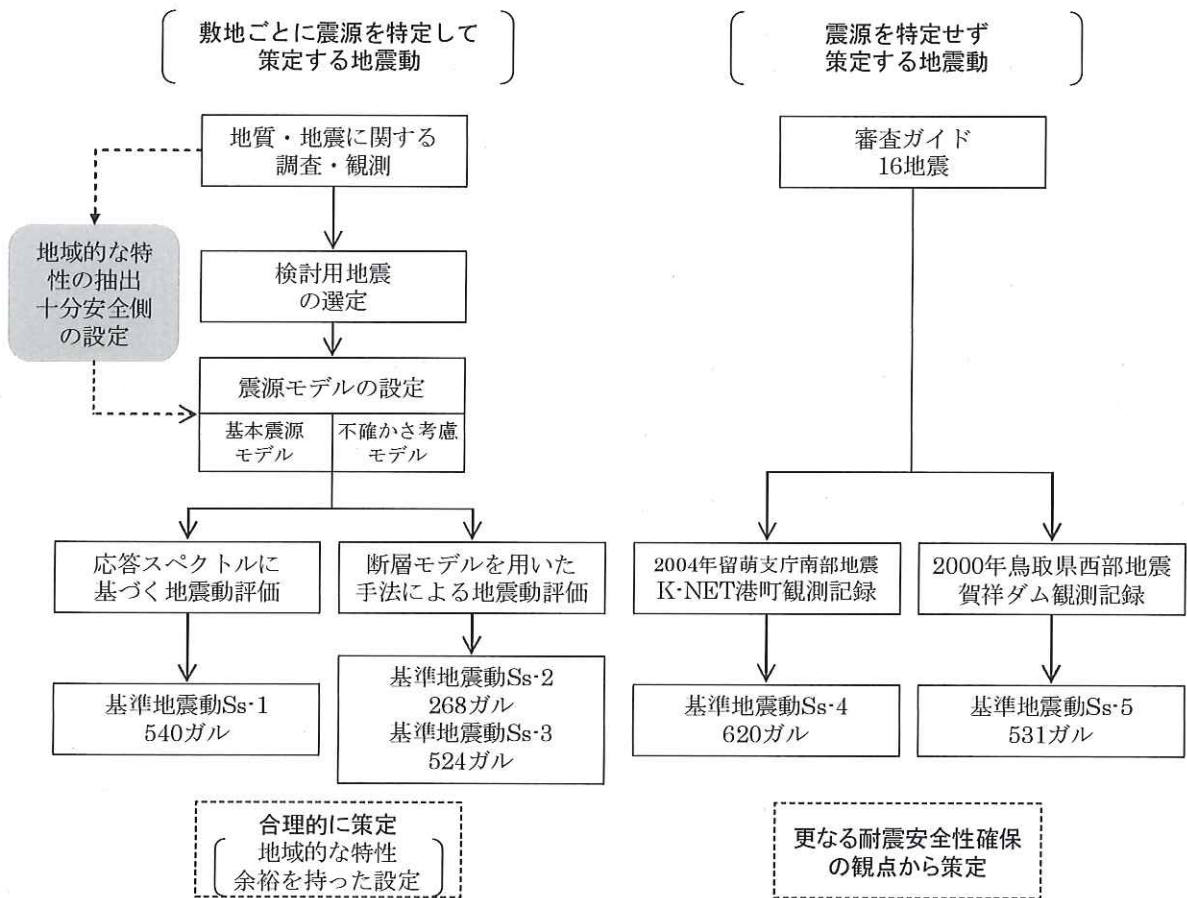 敷地ごとに震源を特定して
策定する地震動
地質・地震に関する
調査・観測
地域的な特
性の抽出
十分安全側
の設定
検討用地震
の選定
震源モデルの設定
基本震源
モデル
不確かさ考慮
モデル
応答スペクトルに
基づく地震動評価
断層モデルを用いた
手法による地震動評価
基準地震動Ss-1
540ガル
基準地震動Ss-2
268ガル
基準地震動Ss-3
524ガル
合理的に策定
地域的な特性
余裕を持った設定
震源を特定せず
策定する地震動
審査ガイド
16地震
2004年留萌支庁南部地震
K-NET港町観測記録
2000年鳥取県西部地震
賀祥ダム観測記録
基準地震動Ss-4
620ガル
基準地震動Ss-5
531ガル
更なる耐震安全性確保
の観点から策定